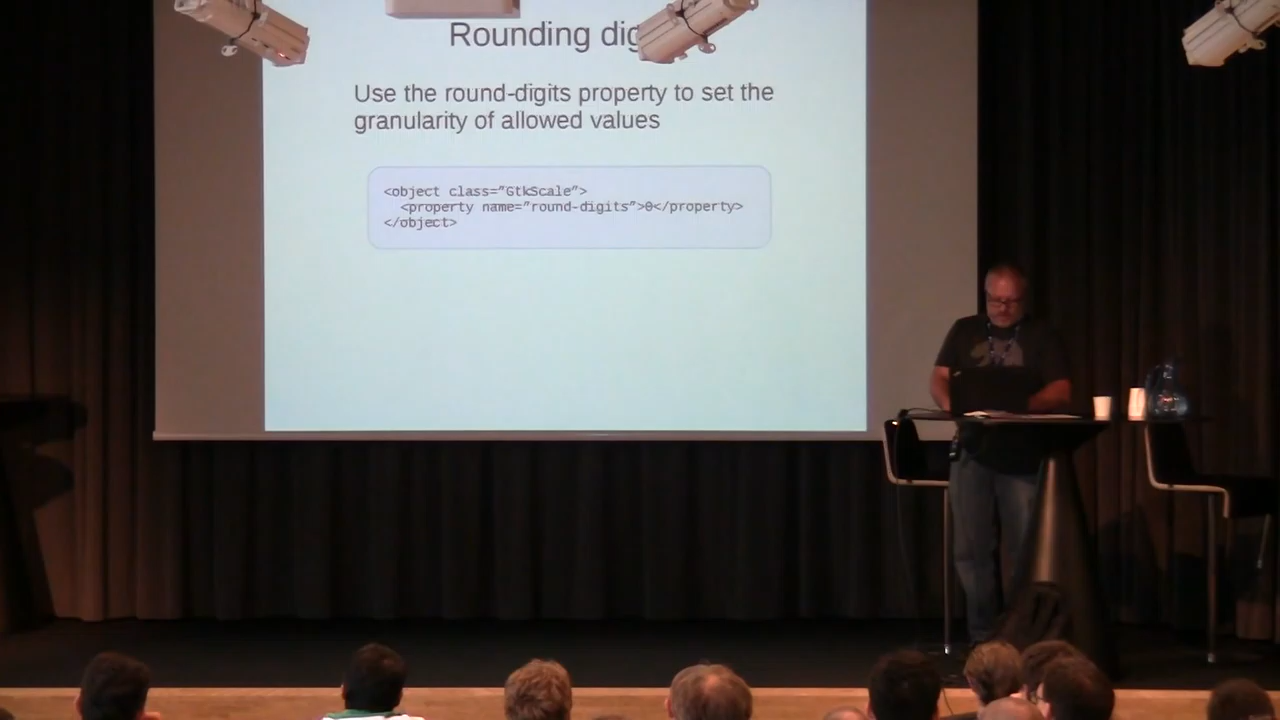 Rounding dig
Use the round-digits property to set the
granularity of allowed values
<object class="GtkScale">
<property name="round-digits">0</property>
</object>